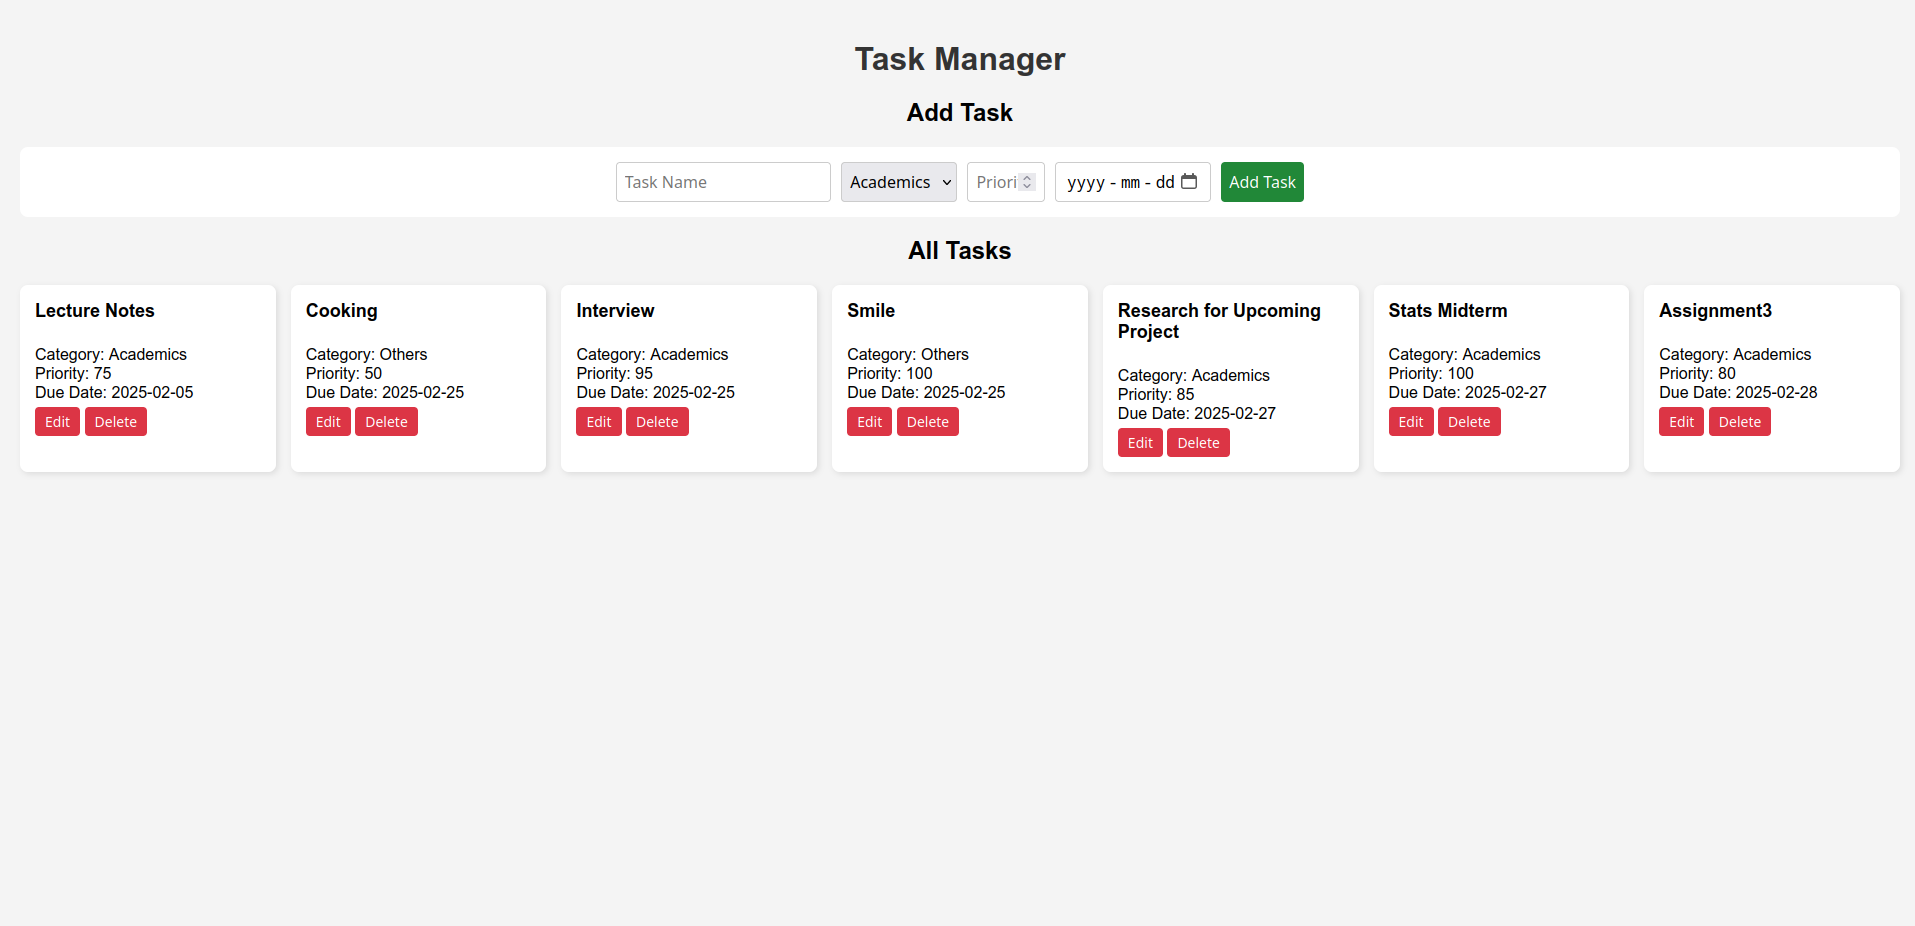 Task Manager
Add Task
Task Name Academics Priori yyyy - mm - dd Add Task
All Tasks
Lecture Notes
Category: Academics
Priority: 75
Due Date: 2025-02-05
Edit Delete
Cooking
Category: Others
Priority: 50
Due Date: 2025-02-25
Edit Delete
Interview
Category: Academics
Priority: 95
Due Date: 2025-02-25
Edit Delete
Smile
Category: Others
Priority: 100
Due Date: 2025-02-25
Edit Delete
Research for Upcoming
Project
Category: Academics
Priority: 85
Due Date: 2025-02-27
Edit Delete
Stats Midterm
Category: Academics
Priority: 100
Due Date: 2025-02-27
Edit Delete
Assignment3
Category: Academics
Priority: 80
Due Date: 2025-02-28
Edit Delete